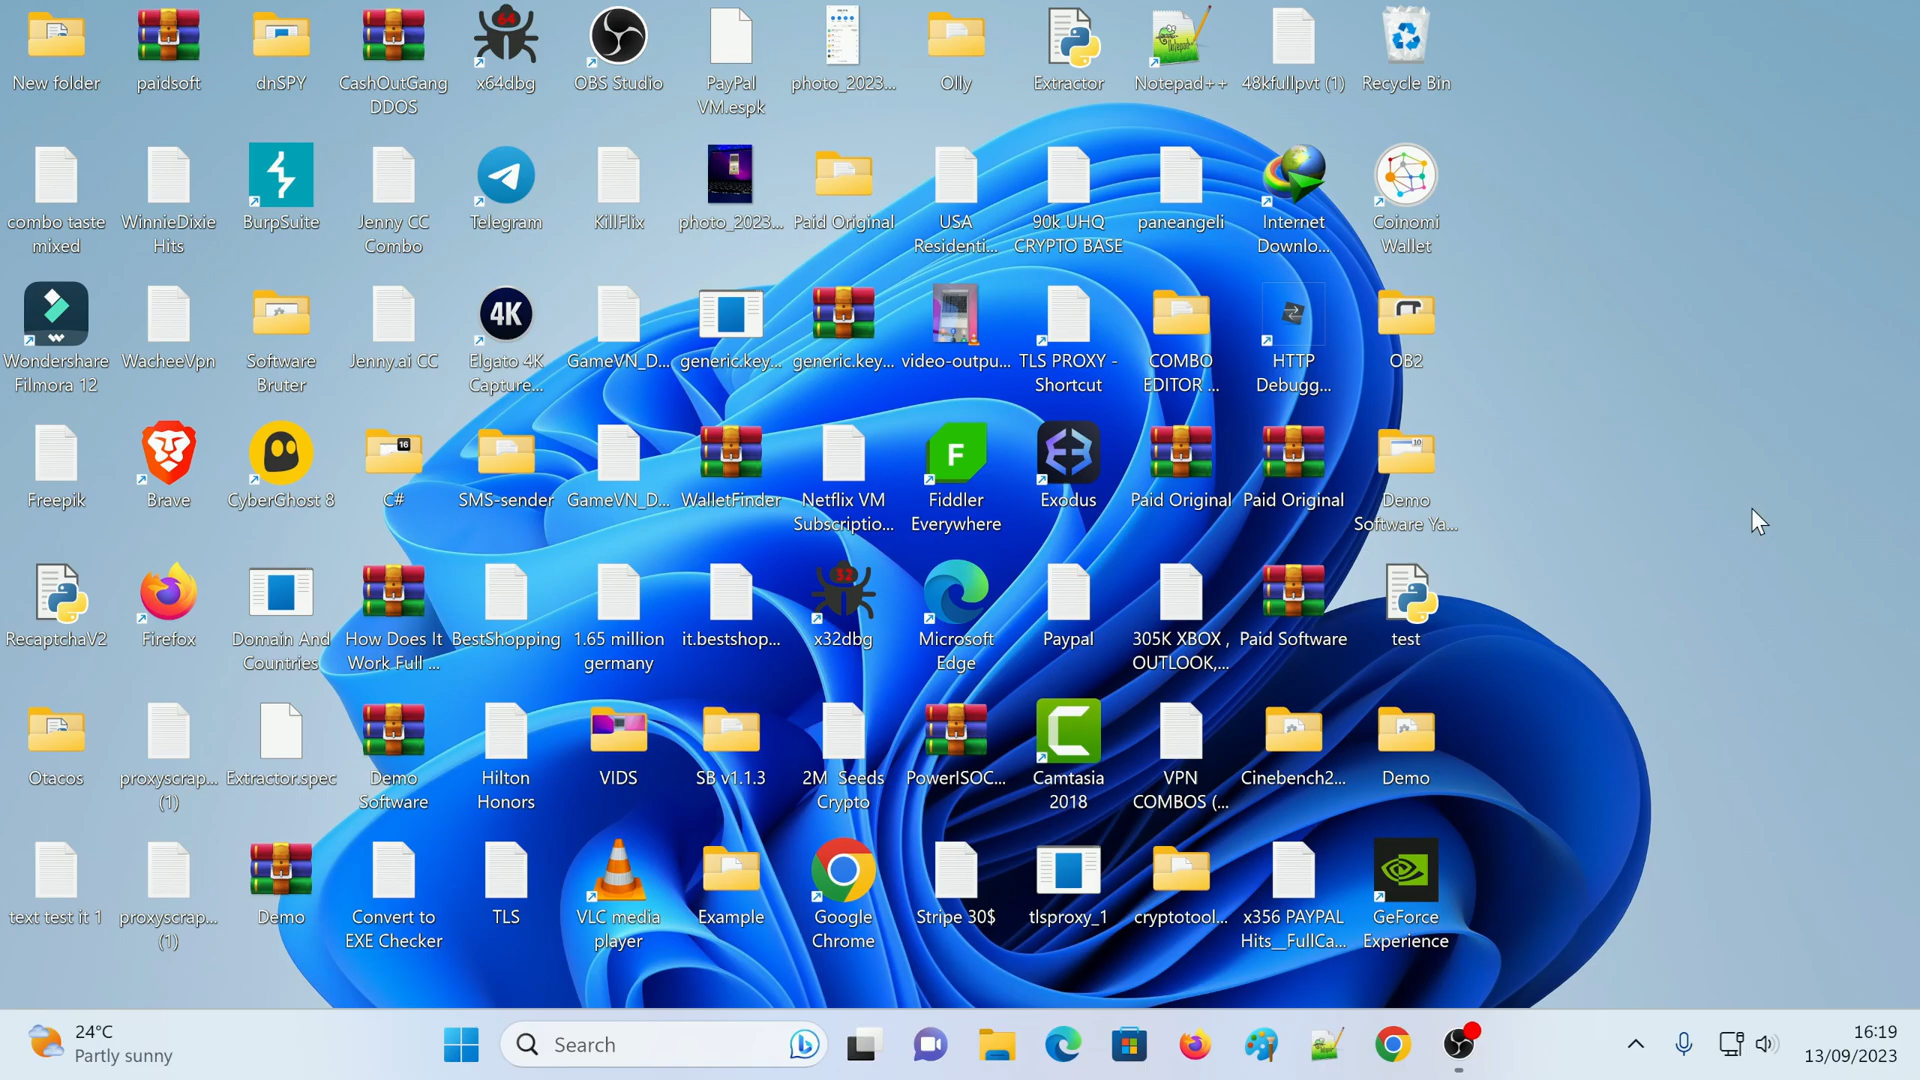 New folder
paidsoft
dnSPY
CashOutGang
DDOS
64
x64dbg
OBS Studio
PayPal
VM.espk
photo_2023...
Olly
Extractor
Notepad++
48kfullpvt (1)
Recycle Bin
combo taste
mixed
WinnieDixie
Hits
BurpSuite
Jenny CC
Combo
Telegram
KillFlix
photo_2023...
Paid Original
USA
Residenti...
90k UHQ
CRYPTO BASE
paneangeli
Internet
Downlo...
Coinomi
Wallet
Wondershare
Filmora 12
WacheeVpn
Software
Bruter
Jenny.ai CC
4K
Elgato 4K
Capture...
GameVN_D...
generic.key...
generic.key...
video-outpu...
TLS PROXY -
Shortcut
COMBO
EDITOR ...
HTTP
Debugg...
OB2
Freepik
Brave
CyberGhost 8
16
C#
SMS-sender
GameVN_D...
WalletFinder
Netflix VM
Subscriptio...
F
Fiddler
Everywhere
Exodus
Paid Original
Paid Original
10
Demo
Software Ya...
RecaptchaV2
Firefox
Domain And
Countries
How Does It
Work Full ...
BestShopping
1.65 million
germany
it.bestshop...
32
x32dbg
Microsoft
Edge
Paypal
305K XBOX ,
OUTLOOK,...
Paid Software
test
Otacos
proxyscrap...
(1)
Extractor.spec
Demo
Software
Hilton
Honors
VIDS
SB v1.1.3
2M Seeds
Crypto
PowerISOC...
C
Camtasia
2018
VPN
COMBOS (...
Cinebench2...
Demo
text test it 1
proxyscrap...
(1)
Demo
Convert to
EXE Checker
TLS
VLC media
player
Example
Google
Chrome
Stripe 30$
tlsproxy_1
cryptotool...
x356 PAYPAL
Hits__FullCa...
GeForce
Experience
24°C
Partly sunny
Search
16:19
13/09/2023